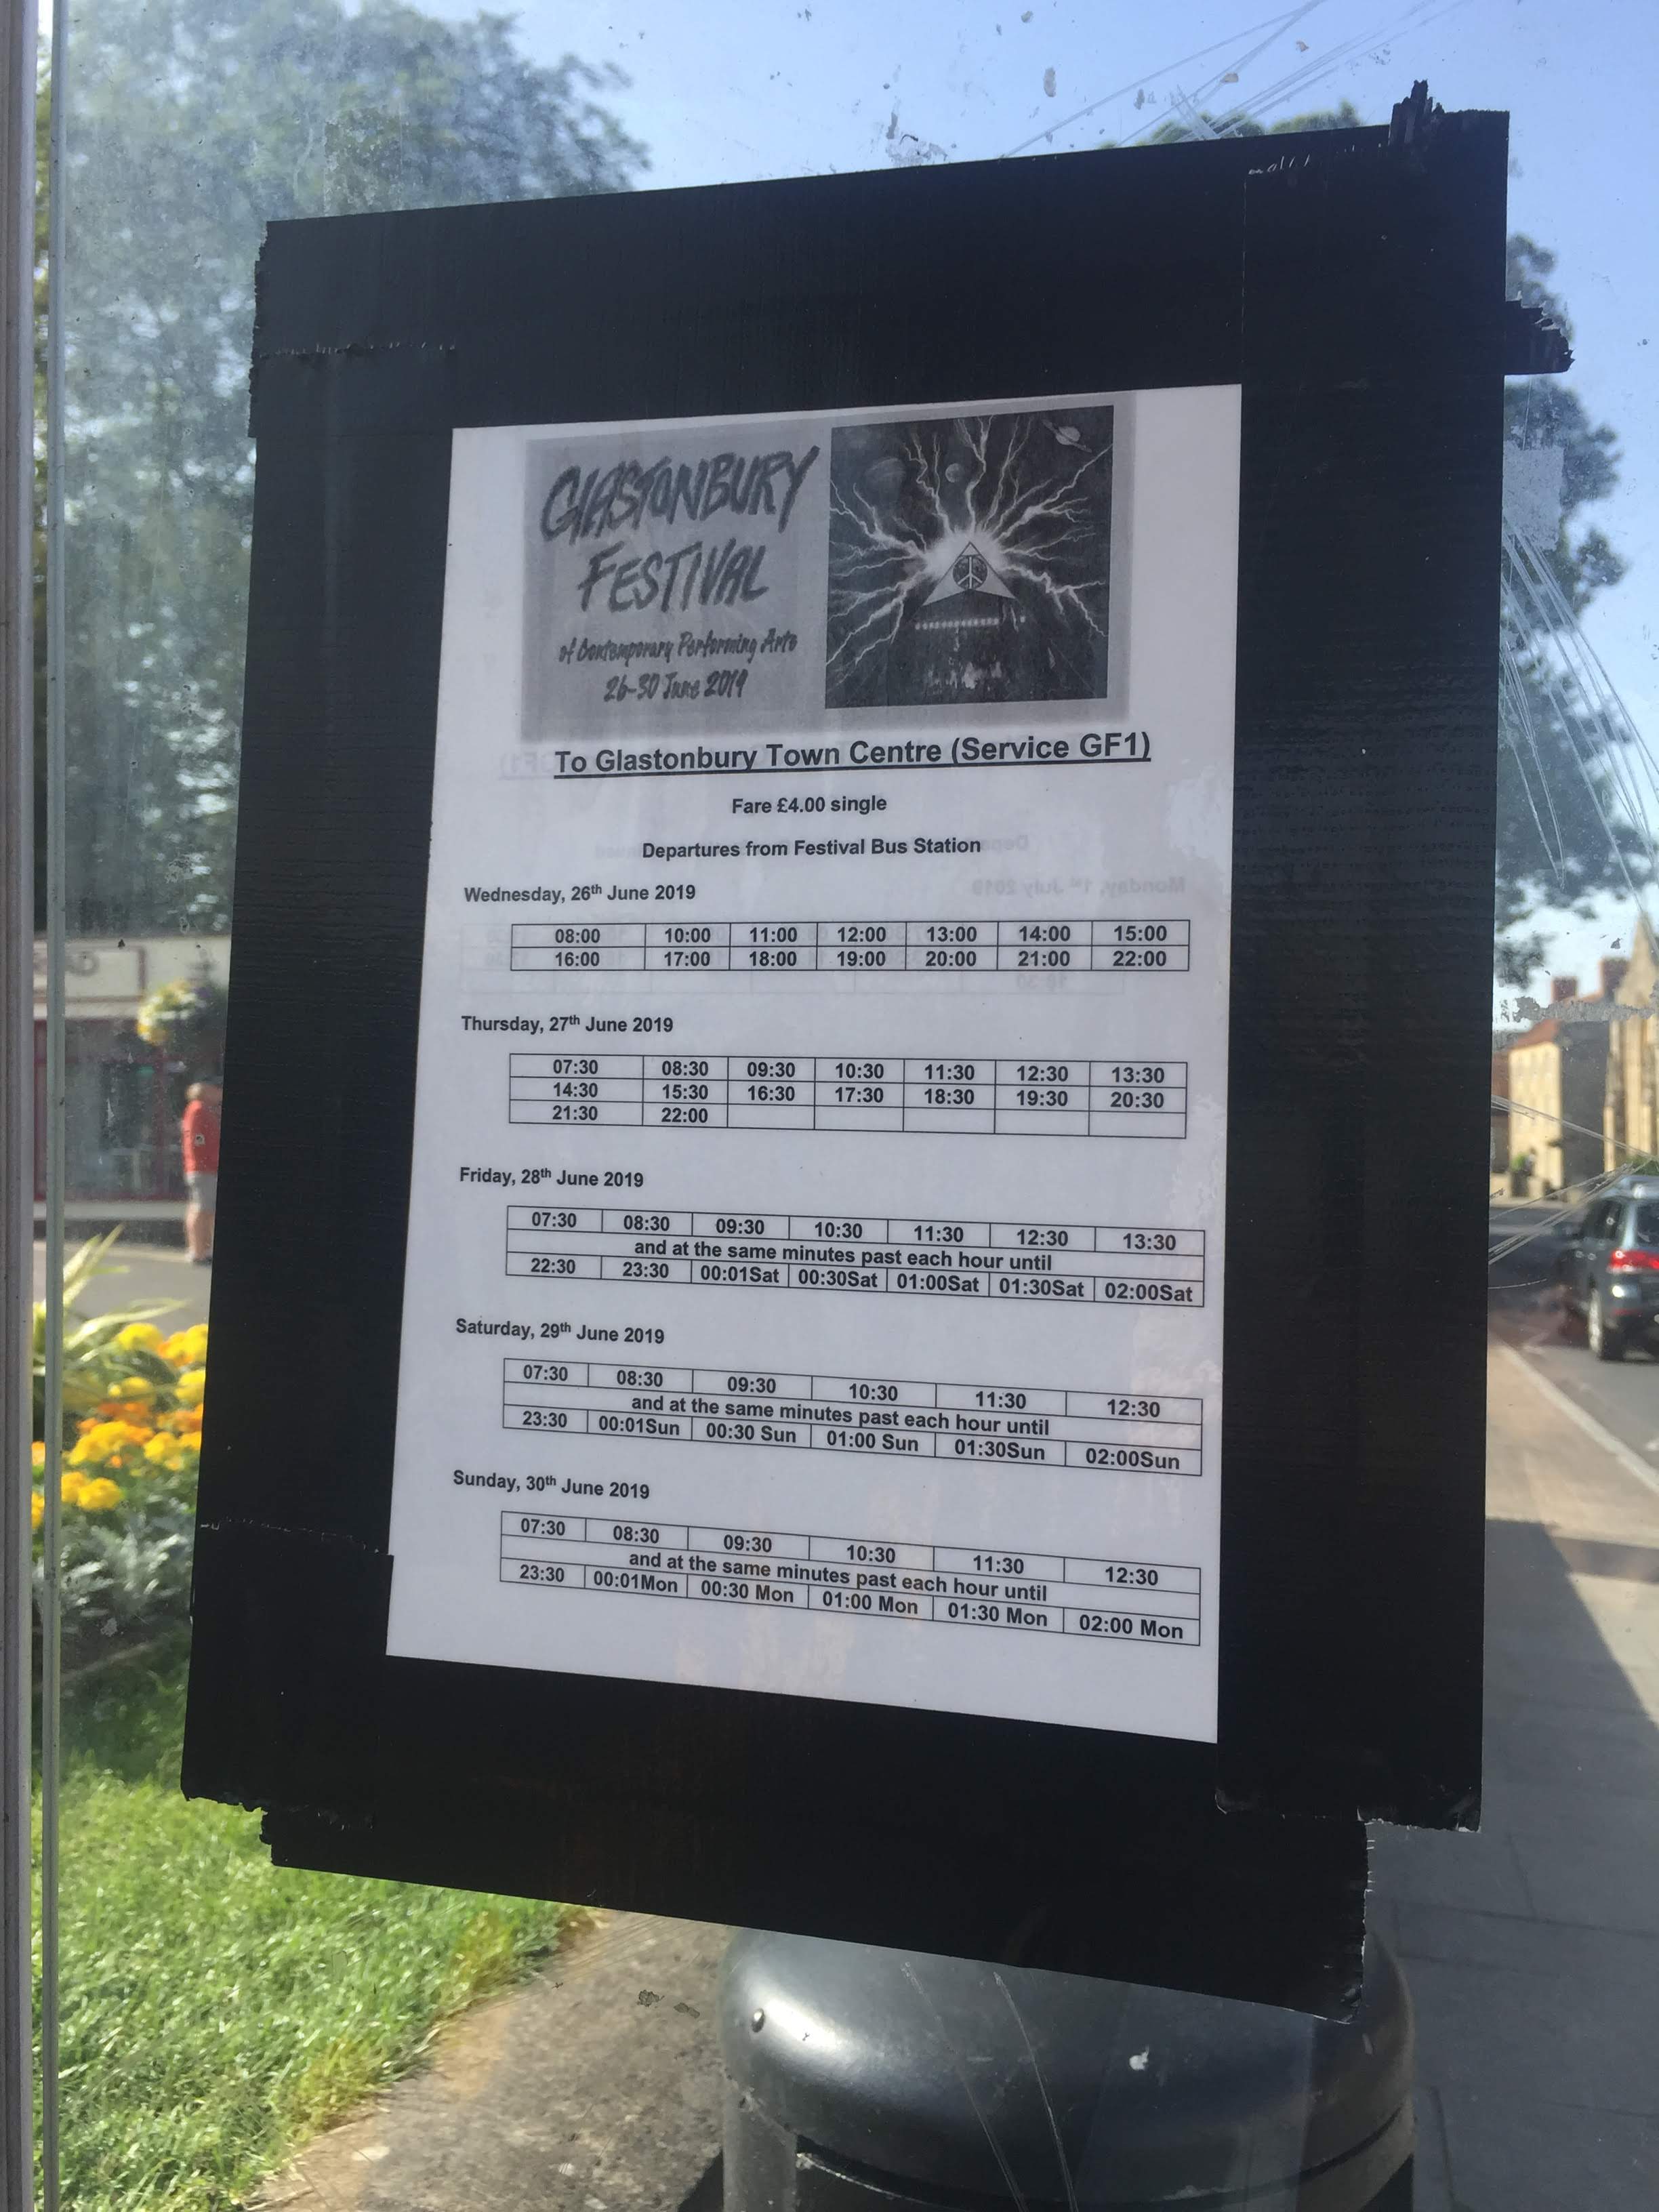 GLASTONBURY
FESTIVAL
of Contemporary Performing Arts
26-30 June 2019
To Glastonbury Town Centre (Service GF1)
Fare £4.00 single
Departures from Festival Bus Station
Wednesday, 26th June 2019
08:00 10:00 11:00 12:00 13:00 14:00 15:00
16:00 17:00 18:00 19:00 20:00 21:00 22:00
Thursday, 27th June 2019
07:30 08:30 09:30 10:30 11:30 12:30 13:30
14:30 15:30 16:30 17:30 18:30 19:30 20:30
21:30 22:00
Friday, 28th June 2019
07:30 08:30 09:30 10:30 11:30 12:30 13:30
and at the same minutes past each hour until
22:30 23:30 00:01Sat 00:30Sat 01:00Sat 01:30Sat 02:00Sat
Saturday, 29th June 2019
07:30 08:30 09:30 10:30 11:30 12:30
and at the same minutes past each hour until
23:30 00:01Sun 00:30 Sun 01:00 Sun 01:30Sun 02:00Sun
Sunday, 30th June 2019
07:30 08:30 09:30 10:30 11:30 12:30
and at the same minutes past each hour until
23:30 00:01Mon 00:30 Mon 01:00 Mon 01:30 Mon 02:00 Mon